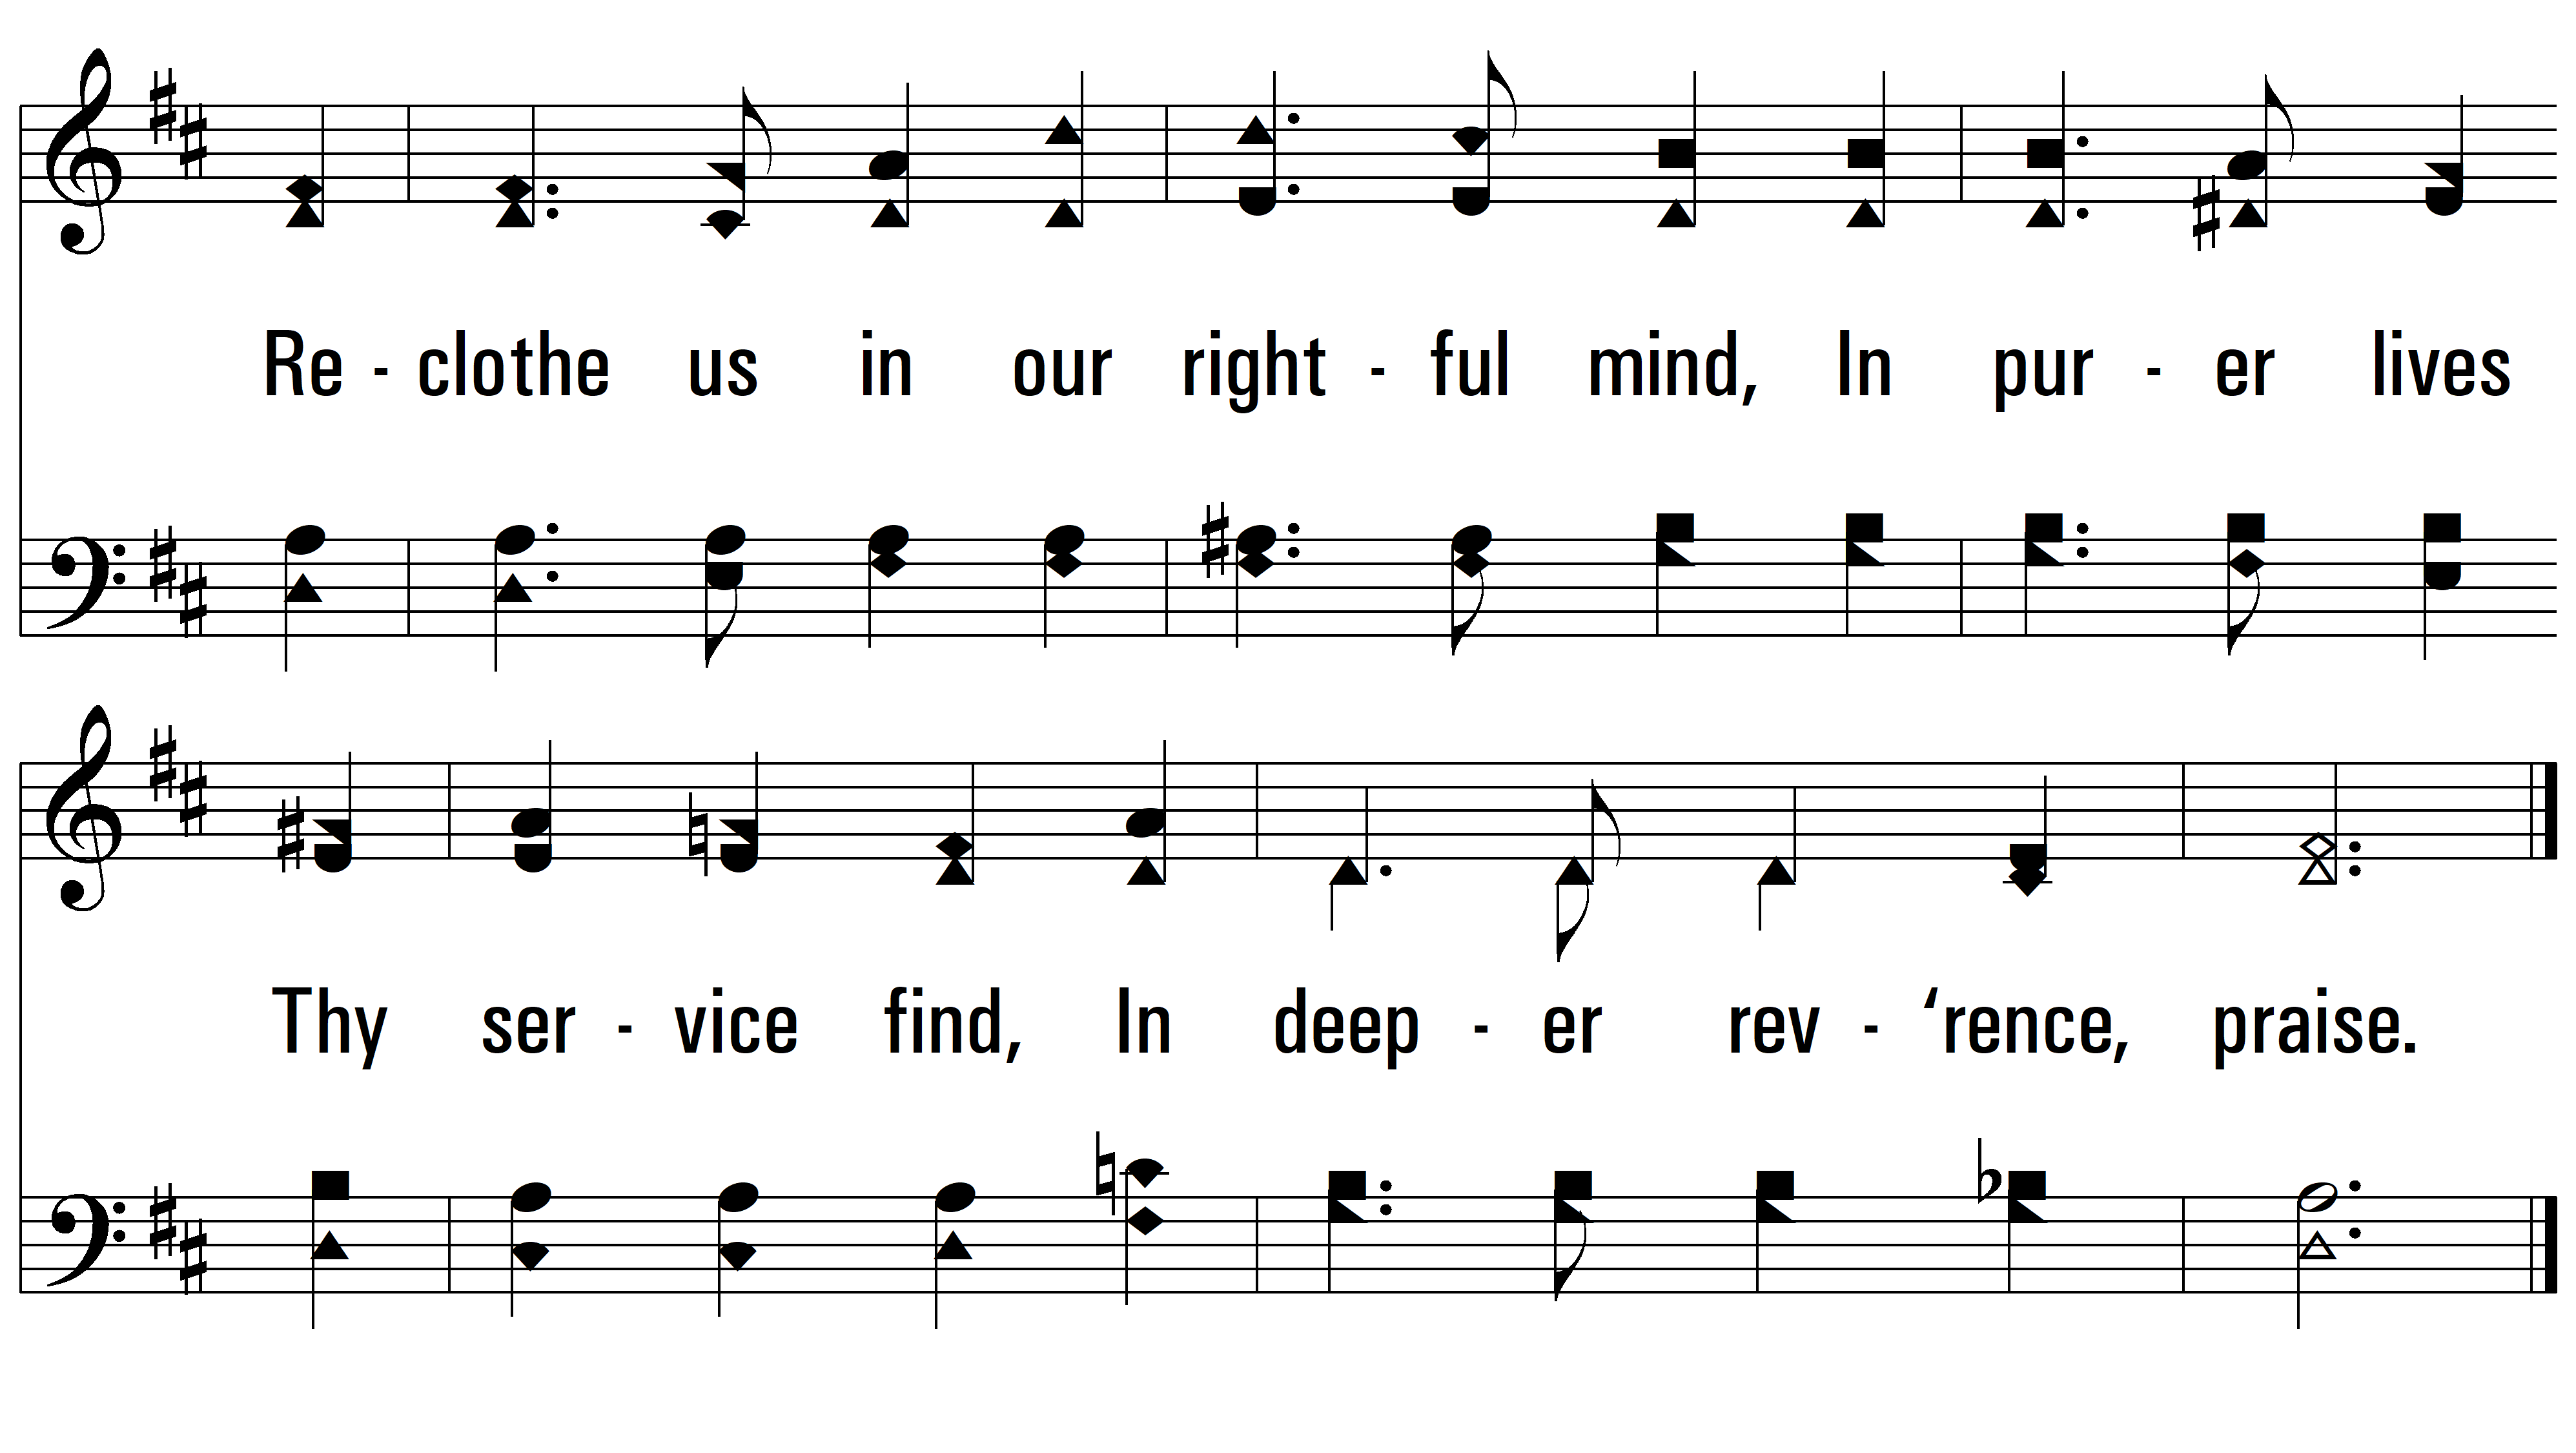 Re - clothe us in our right - ful mind, In pur - er lives
Thy ser - vice find, In deep - er rev - ‘rence, praise.